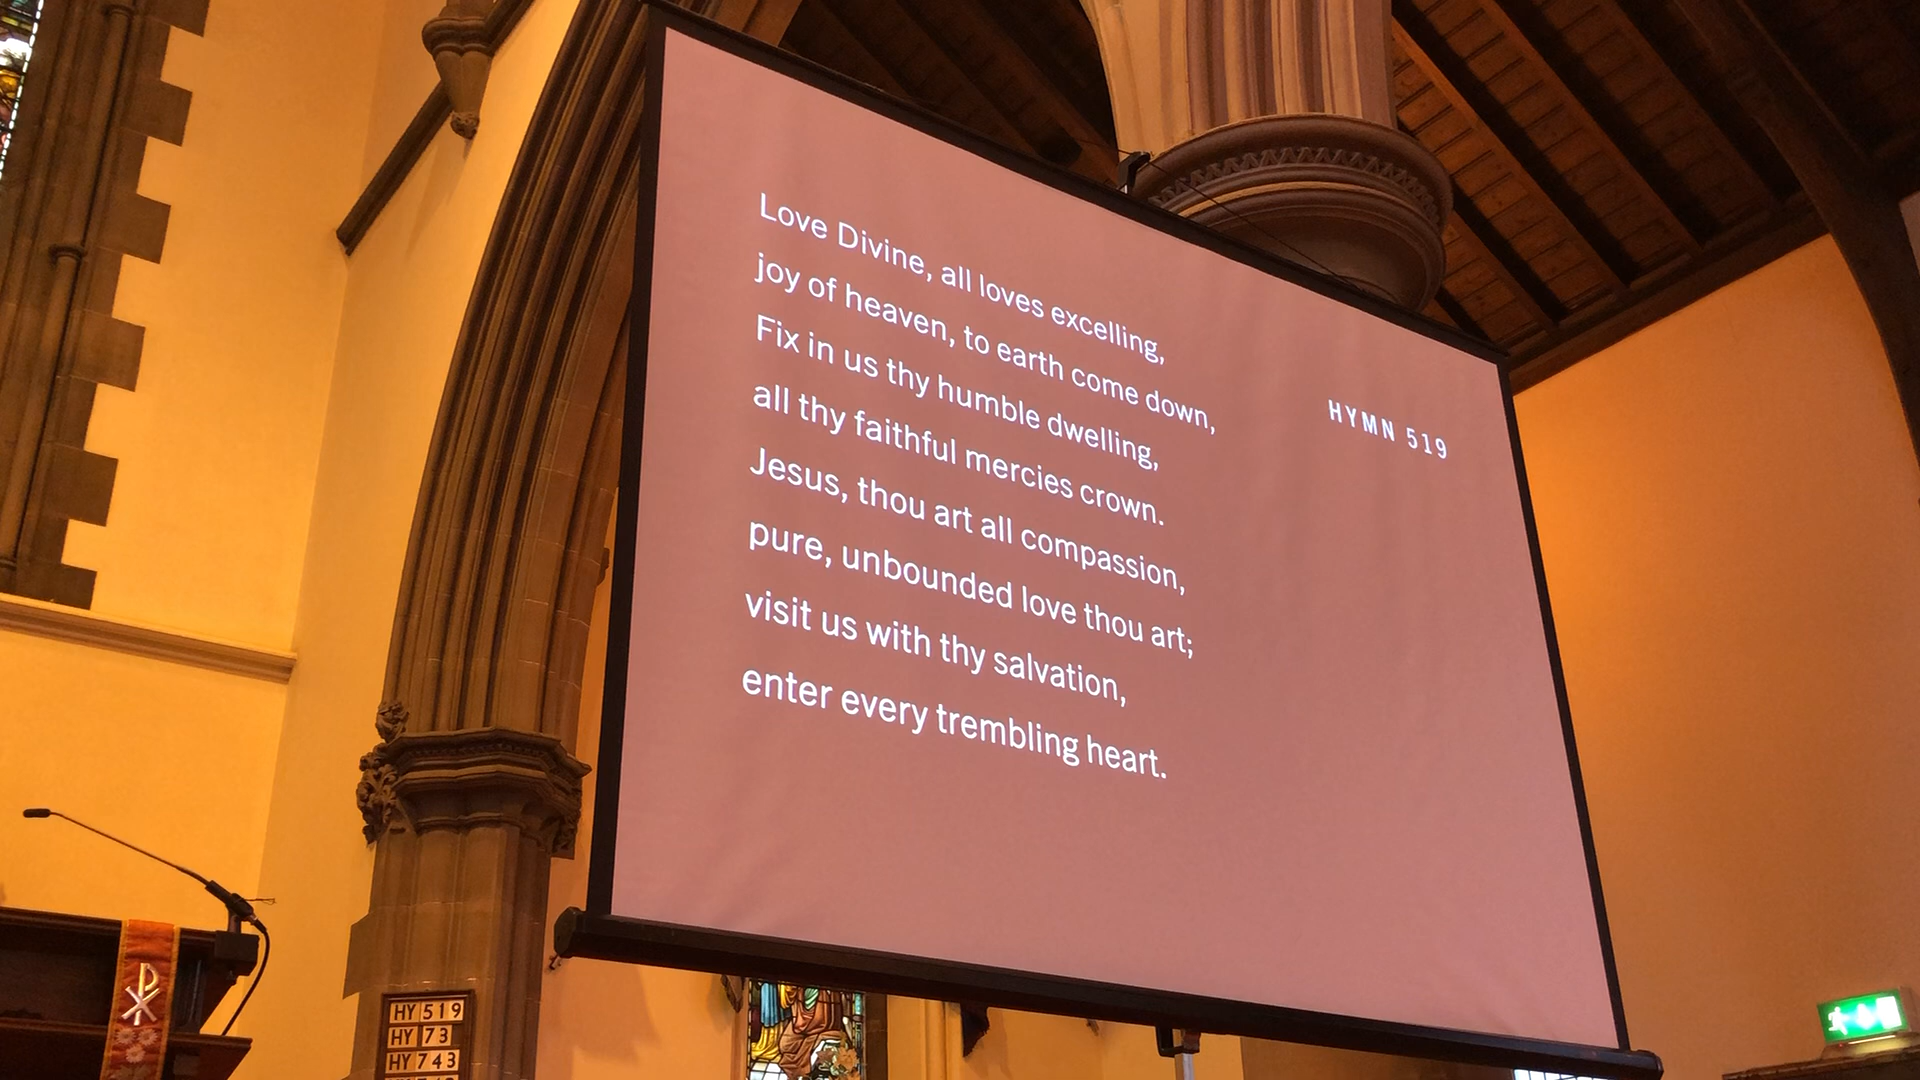 Love Divine, all loves excelling,
joy of heaven, to earth come down,
Fix in us thy humble dwelling,
all thy faithful mercies crown.
Jesus, thou art all compassion,
pure, unbounded love thou art;
visit us with thy salvation,
enter every trembling heart.
HYMN 519
HY 519
HY 73
HY 743